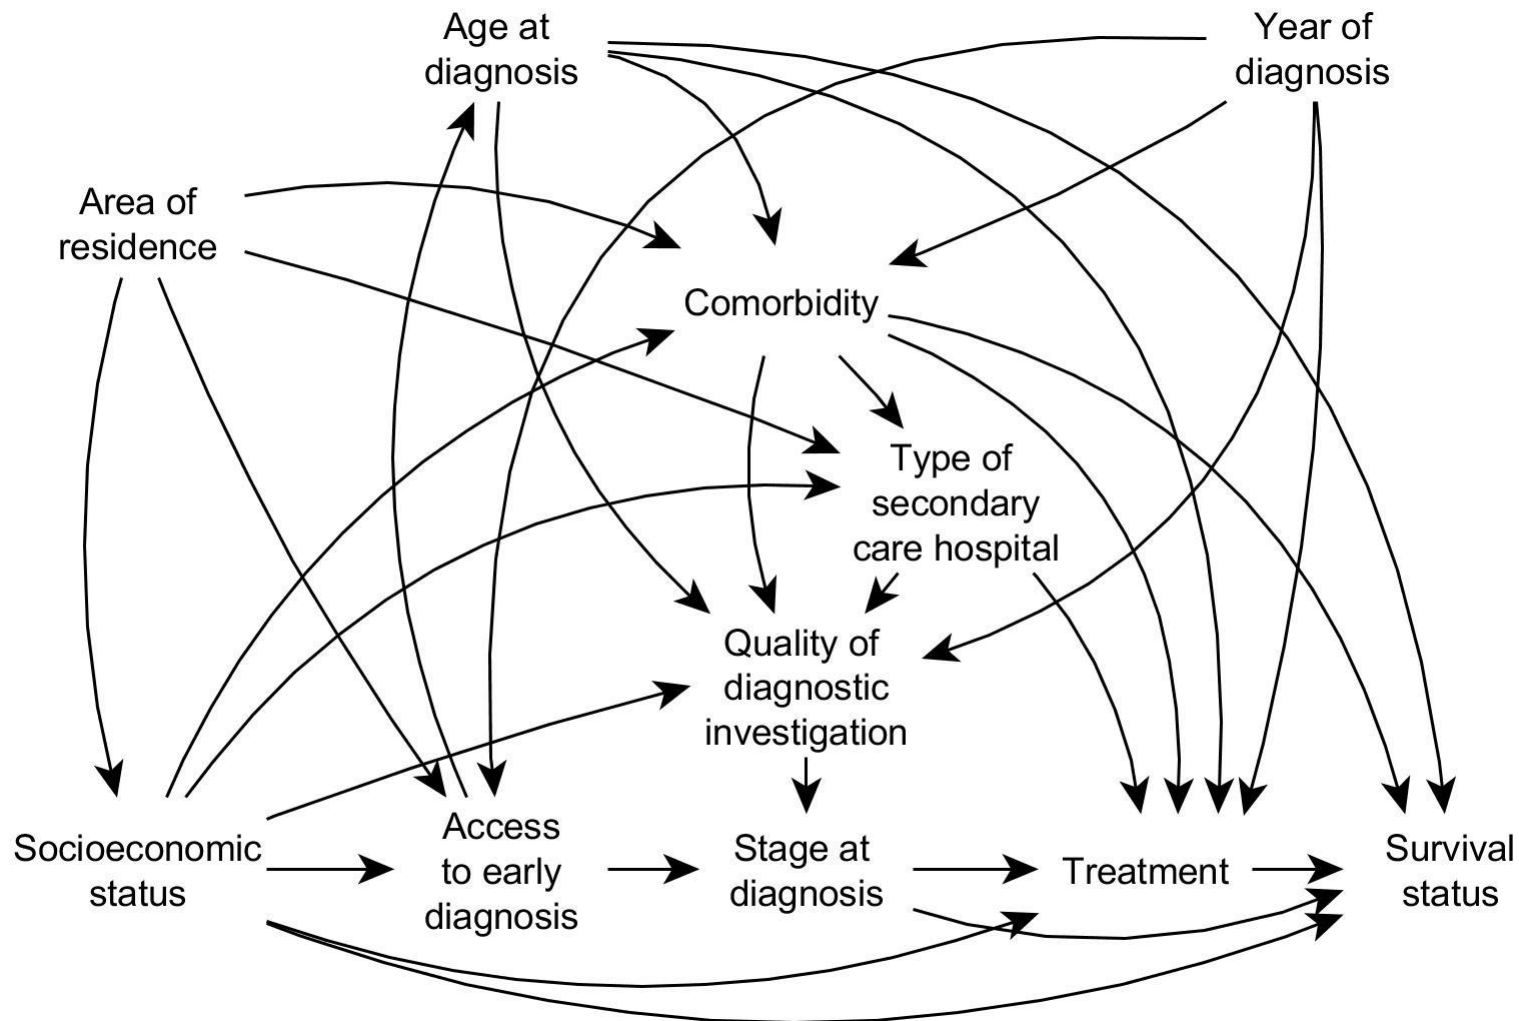 Age at
diagnosis
Year of
diagnosis
Area of
residence
Comorbidity
Type of
secondary
care hospital
Quality of
diagnostic
investigation
Socioeconomic
status
Access
to early
diagnosis
Stage at
diagnosis
Treatment
Survival
status